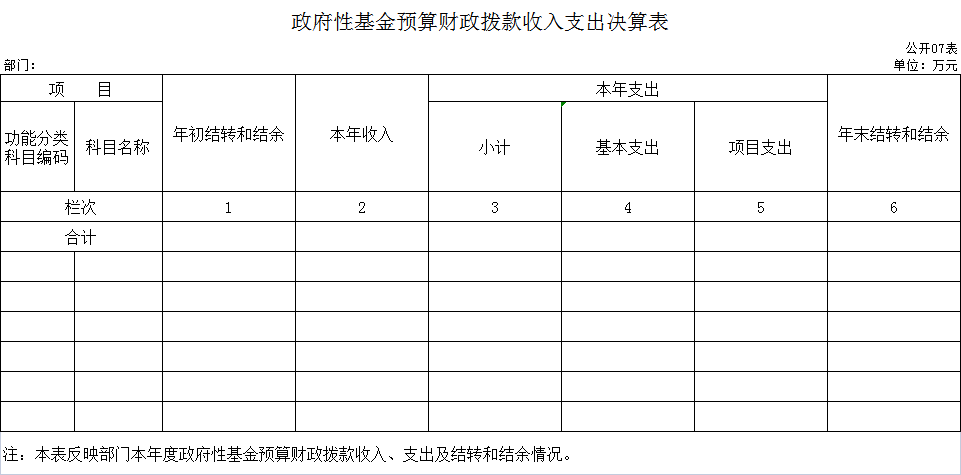 政府性基金预算财政拨款收入支出决算表
公开07表
部门：
单位：万元
项 目
年初结转和结余
本年收入
本年支出
年末结转和结余
功能分类
科目编码
科目名称
小计
基本支出
项目支出
栏次 1 2 3 4 5 6
合计
注：本表反映部门本年度政府性基金预算财政拨款收入、支出及结转和结余情况。